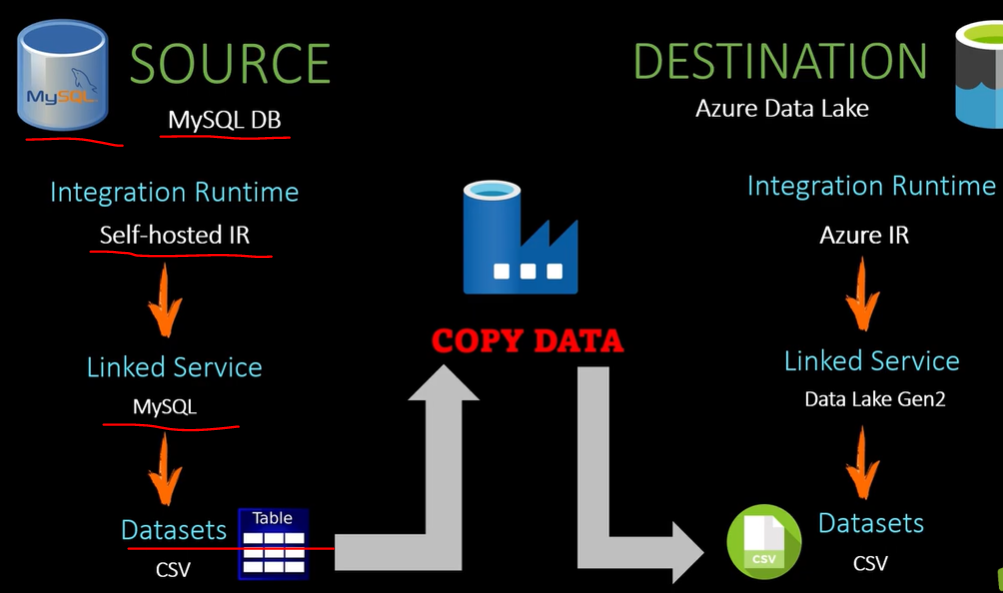 SOURCE
MySQL
MySQL DB
Integration Runtime
Self-hosted IR
Linked Service
MySQL
Datasets
Table
CSV
COPY DATA
DESTINATION
Azure Data Lake
Integration Runtime
Azure IR
Linked Service
Data Lake Gen2
Datasets
CSV
CSV